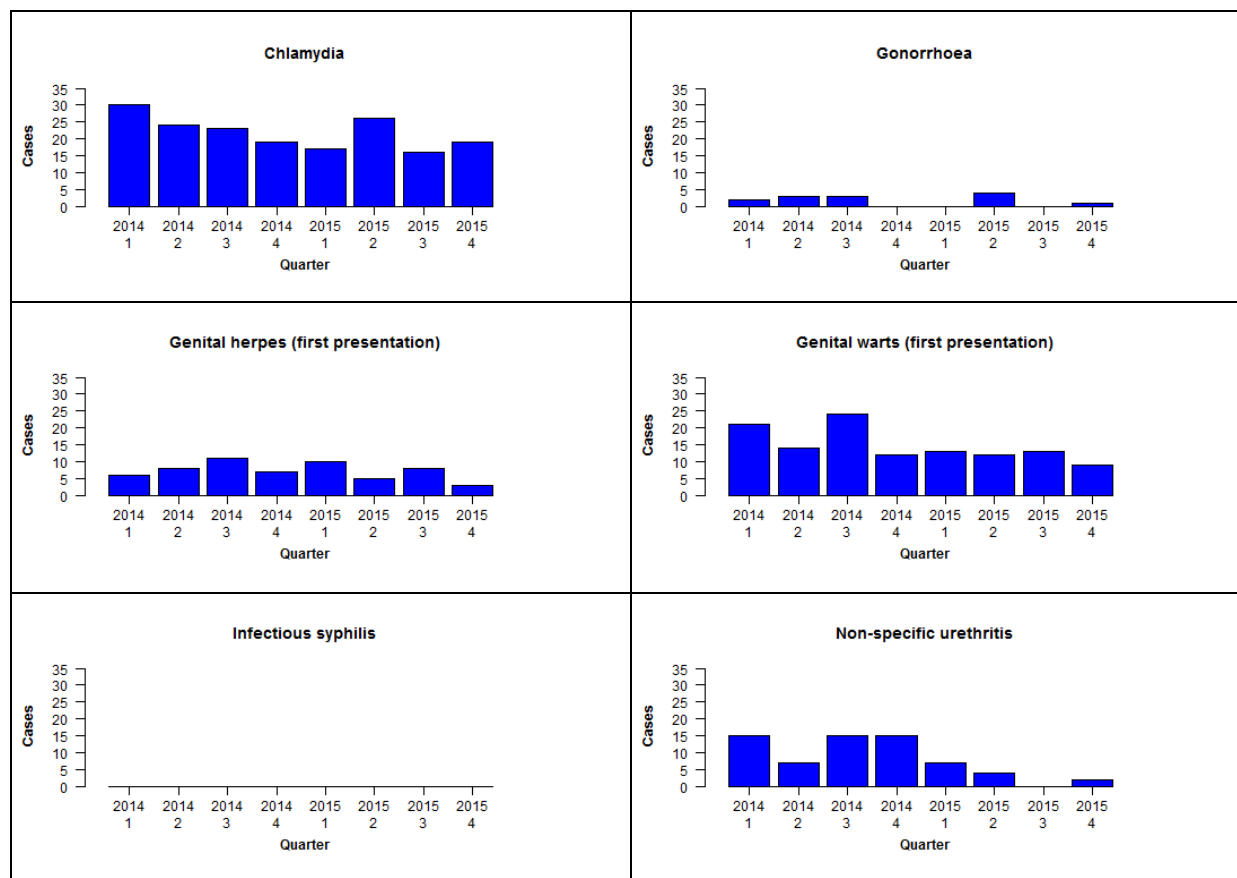 Chlamydia
35
30
25
20
15
10
5
0
Cases
2014 2014 2014 2014 2015 2015 2015 2015
1 2 3 4 1 2 3 4
Quarter
Gonorrhoea
35
30
25
20
15
10
5
0
Cases
2014 2014 2014 2014 2015 2015 2015 2015
1 2 3 4 1 2 3 4
Quarter
Genital herpes (first presentation)
35
30
25
20
15
10
5
0
Cases
2014 2014 2014 2014 2015 2015 2015 2015
1 2 3 4 1 2 3 4
Quarter
Genital warts (first presentation)
35
30
25
20
15
10
5
0
Cases
2014 2014 2014 2014 2015 2015 2015 2015
1 2 3 4 1 2 3 4
Quarter
Infectious syphilis
35
30
25
20
15
10
5
0
Cases
2014 2014 2014 2014 2015 2015 2015 2015
1 2 3 4 1 2 3 4
Quarter
Non-specific urethritis
35
30
25
20
15
10
5
0
Cases
2014 2014 2014 2014 2015 2015 2015 2015
1 2 3 4 1 2 3 4
Quarter